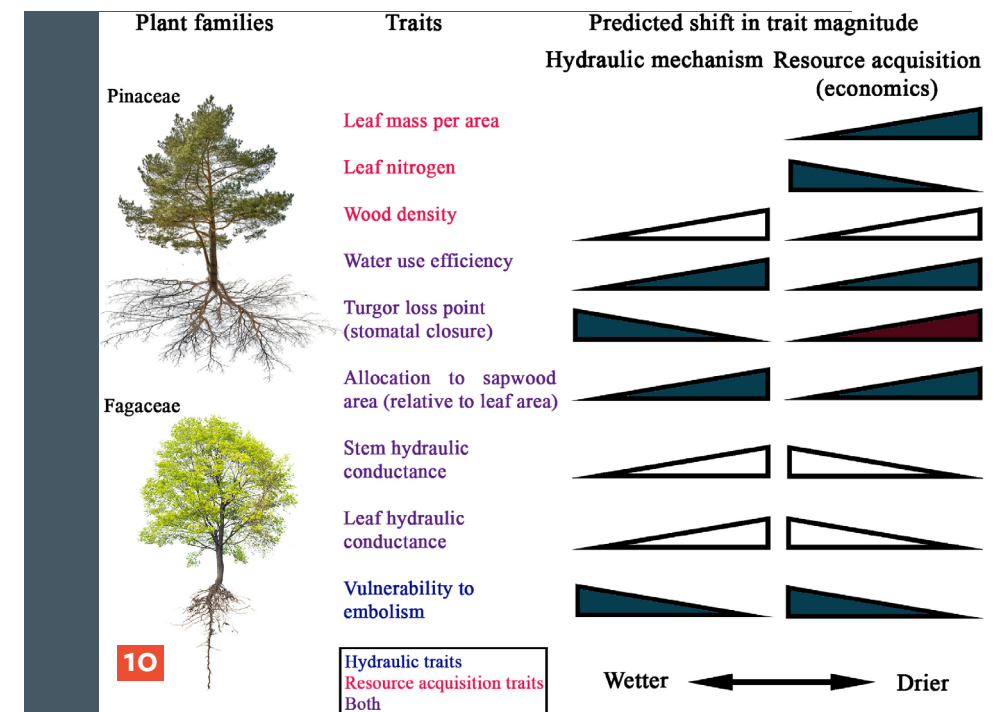 Plant families
Traits
Predicted shift in trait magnitude
Hydraulic mechanism
Resource acquisition
(economics)
Pinaceae
Leaf mass per area
Leaf nitrogen
Wood density
Water use efficiency
Turgor loss point
(stomatal closure)
Allocation to sapwood
area (relative to leaf area)
Fagaceae
Stem hydraulic
conductance
Leaf hydraulic
conductance
Vulnerability to
embolism
10
Hydraulic traits
Resource acquisition traits
Both
Wetter
Drier